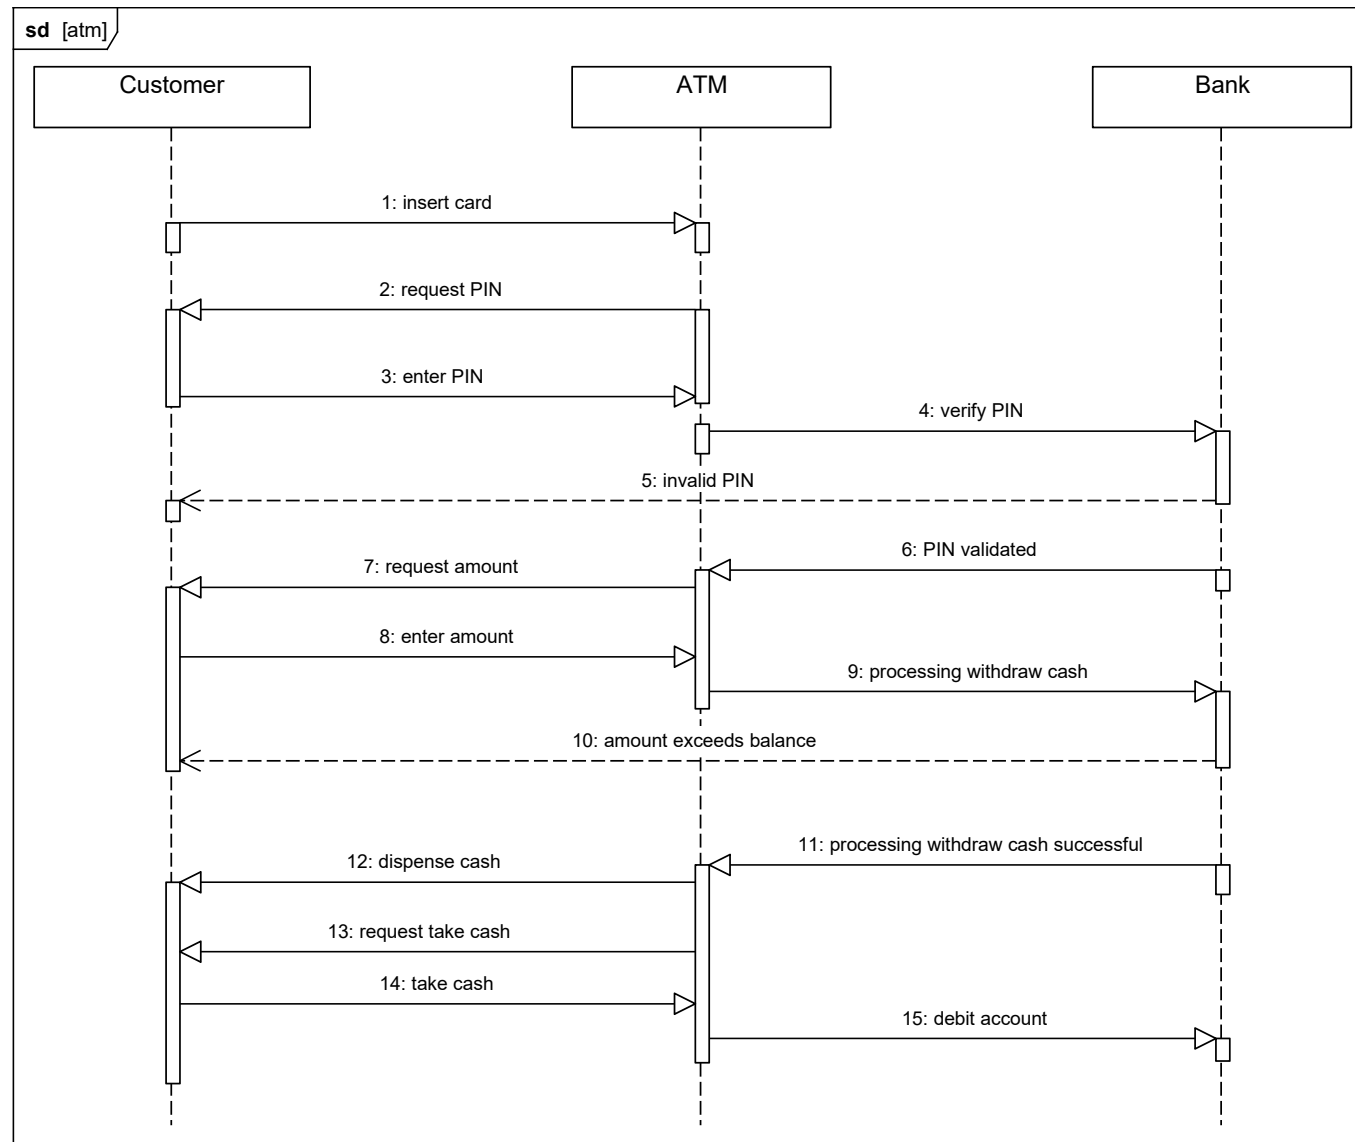 sd [atm]
Customer
ATM
Bank
1: insert card
2: request PIN
3: enter PIN
4: verify PIN
5: invalid PIN
6: PIN validated
7: request amount
8: enter amount
9: processing withdraw cash
10: amount exceeds balance
11: processing withdraw cash successful
12: dispense cash
13: request take cash
14: take cash
15: debit account